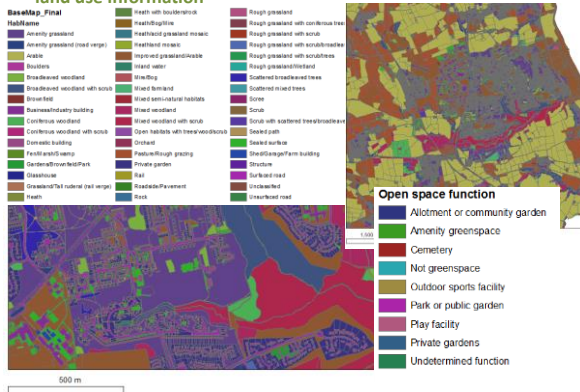 land use information
BaseMap_Final
HabName
Amenity grassland
Amenity grassland (road verge)
Arable
Boulders
Broadleaved woodland
Broadleaved woodland with scrub
Brownfield
Business/Industry building
Coniferous woodland
Coniferous woodland with scrub
Domestic building
Fen/Marsh/Swamp
Gardens/Brownfield/Park
Glasshouse
Grassland/Tall ruderal (rail verge)
Heath
Heath with boulders/rock
Heath/Bog/Mire
Heath/acid grassland mosaic
Heathland mosaic
Improved grassland/Arable
Inland water
Mire/Bog
Mixed farmland
Mixed semi-natural habitats
Mixed woodland
Mixed woodland with scrub
Open habitats with trees/woods/scrub
Orchard
Pasture/Rough grazing
Private garden
Rail
Roadside/Pavement
Rock
Rough grassland
Rough grassland with coniferous trees
Rough grassland with scrub
Rough grassland with scrub/broadleaved
Rough grassland with scrub/trees
Rough grassland/Wetland
Scattered broadleaved trees
Scattered mixed trees
Scree
Scrub
Scrub with scattered trees/broadleaved
Sealed path
Sealed surface
Shed/Garage/Farm building
Structure
Surfaced road
Unclassified
Unsurfaced road
Open space function
Allotment or community garden
Amenity greenspace
Cemetery
Not greenspace
Outdoor sports facility
Park or public garden
Play facility
Private gardens
Undetermined function
500 m